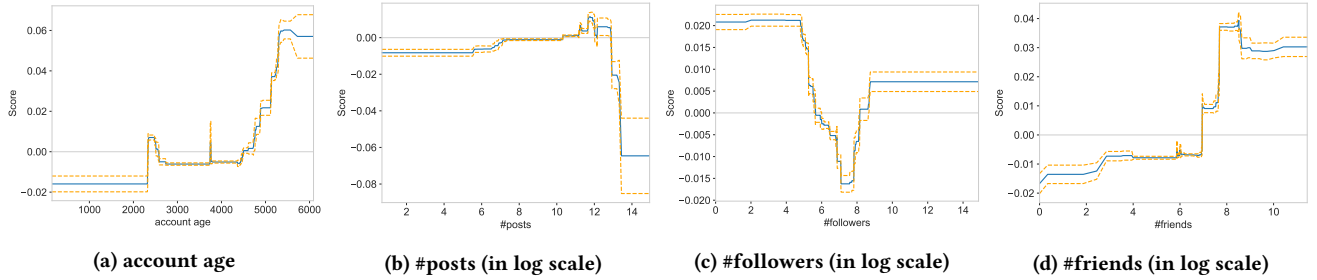 Score
0.06
0.04
0.02
0.00
−0.02
1000 2000 3000 4000 5000 6000
account age
(a) account age
Score
0.00
−0.02
−0.04
−0.06
−0.08
2 4 6 8 10 12 14
#posts
(b) #posts (in log scale)
Score
0.020
0.015
0.010
0.005
0.000
−0.005
−0.010
−0.015
−0.020
0 2 4 6 8 10 12 14
#followers
(c) #followers (in log scale)
Score
0.04
0.03
0.02
0.01
0.00
−0.01
−0.02
0 2 4 6 8 10
#friends
(d) #friends (in log scale)